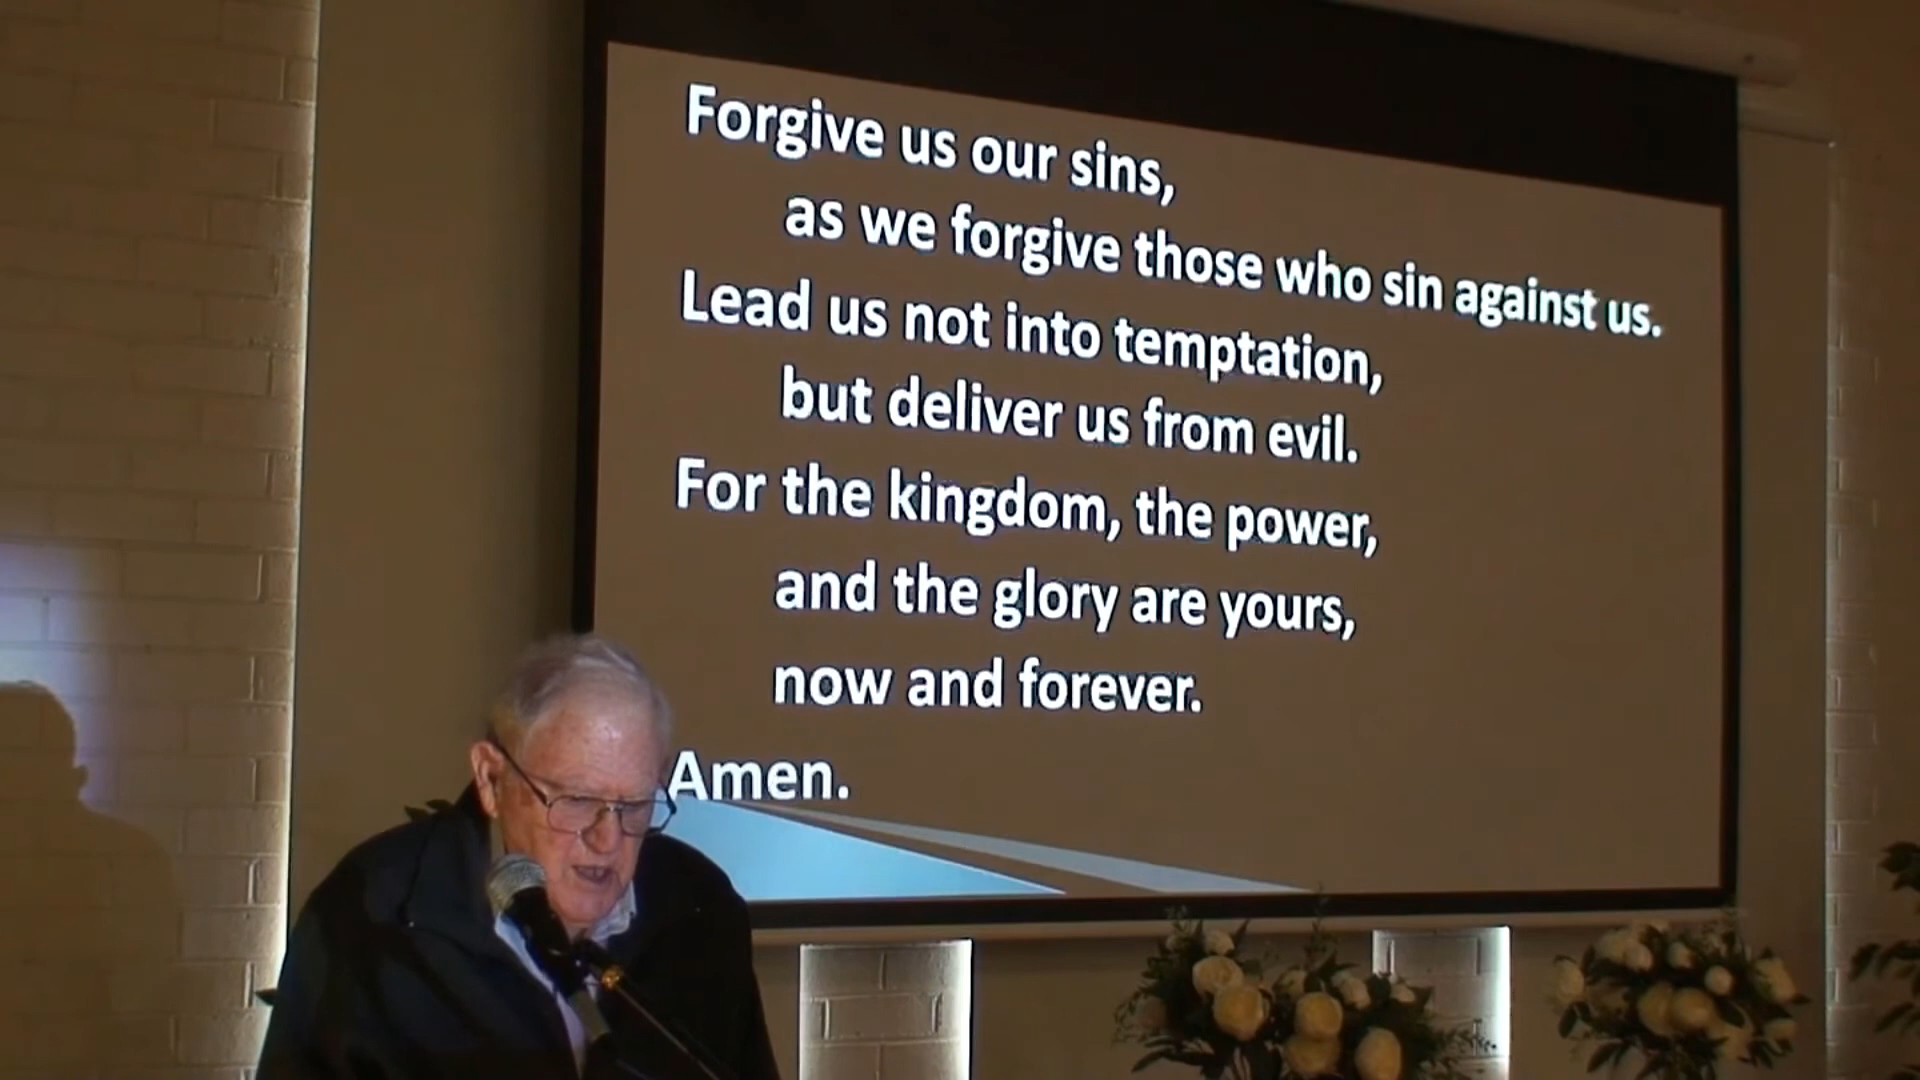 Forgive us our sins,
as we forgive those who sin against us.
Lead us not into temptation,
but deliver us from evil.
For the kingdom, the power,
and the glory are yours,
now and forever.
Amen.